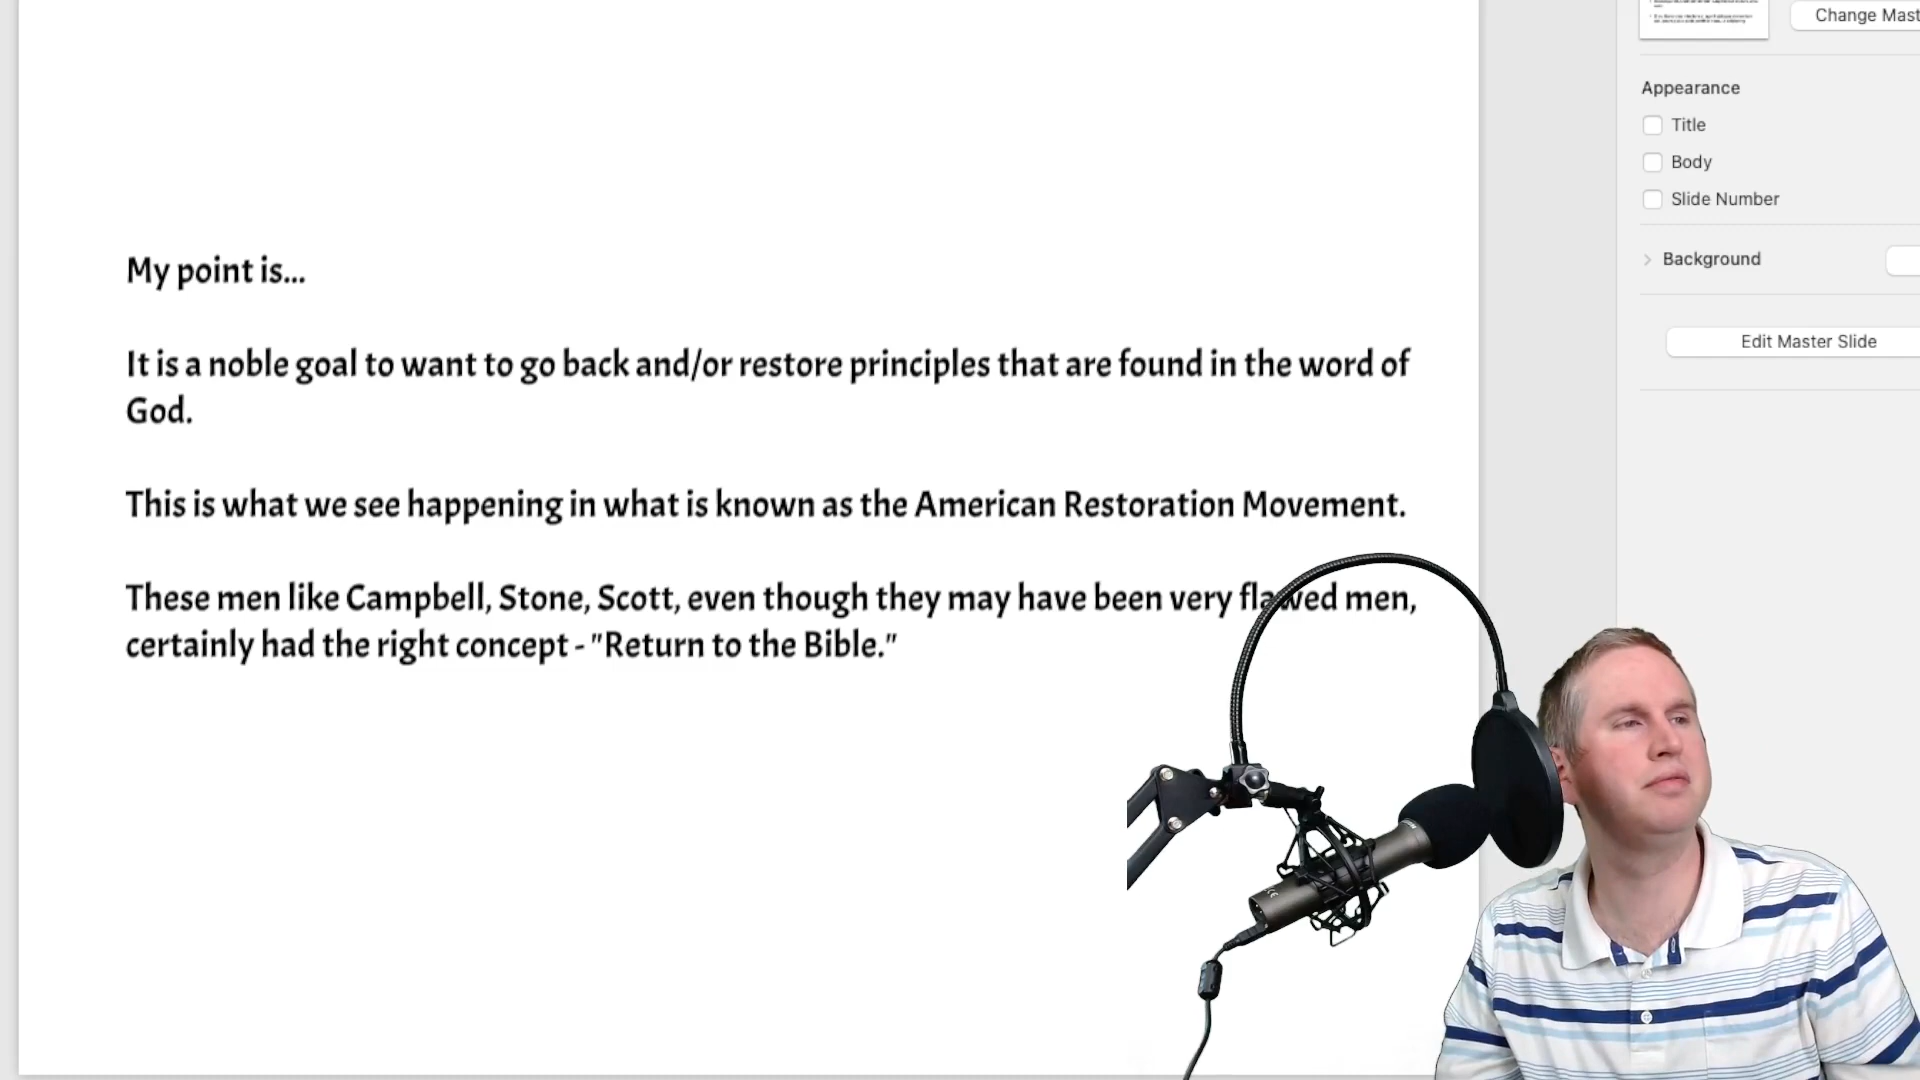 My point is...
It is a noble goal to want to go back and/or restore principles that are found in the word of
God.
This is what we see happening in what is known as the American Restoration Movement.
These men like Campbell, Stone, Scott, even though they may have been very flawed men,
certainly had the right concept - "Return to the Bible."
Change Mast
Appearance
Title
Body
Slide Number
Background
Edit Master Slide